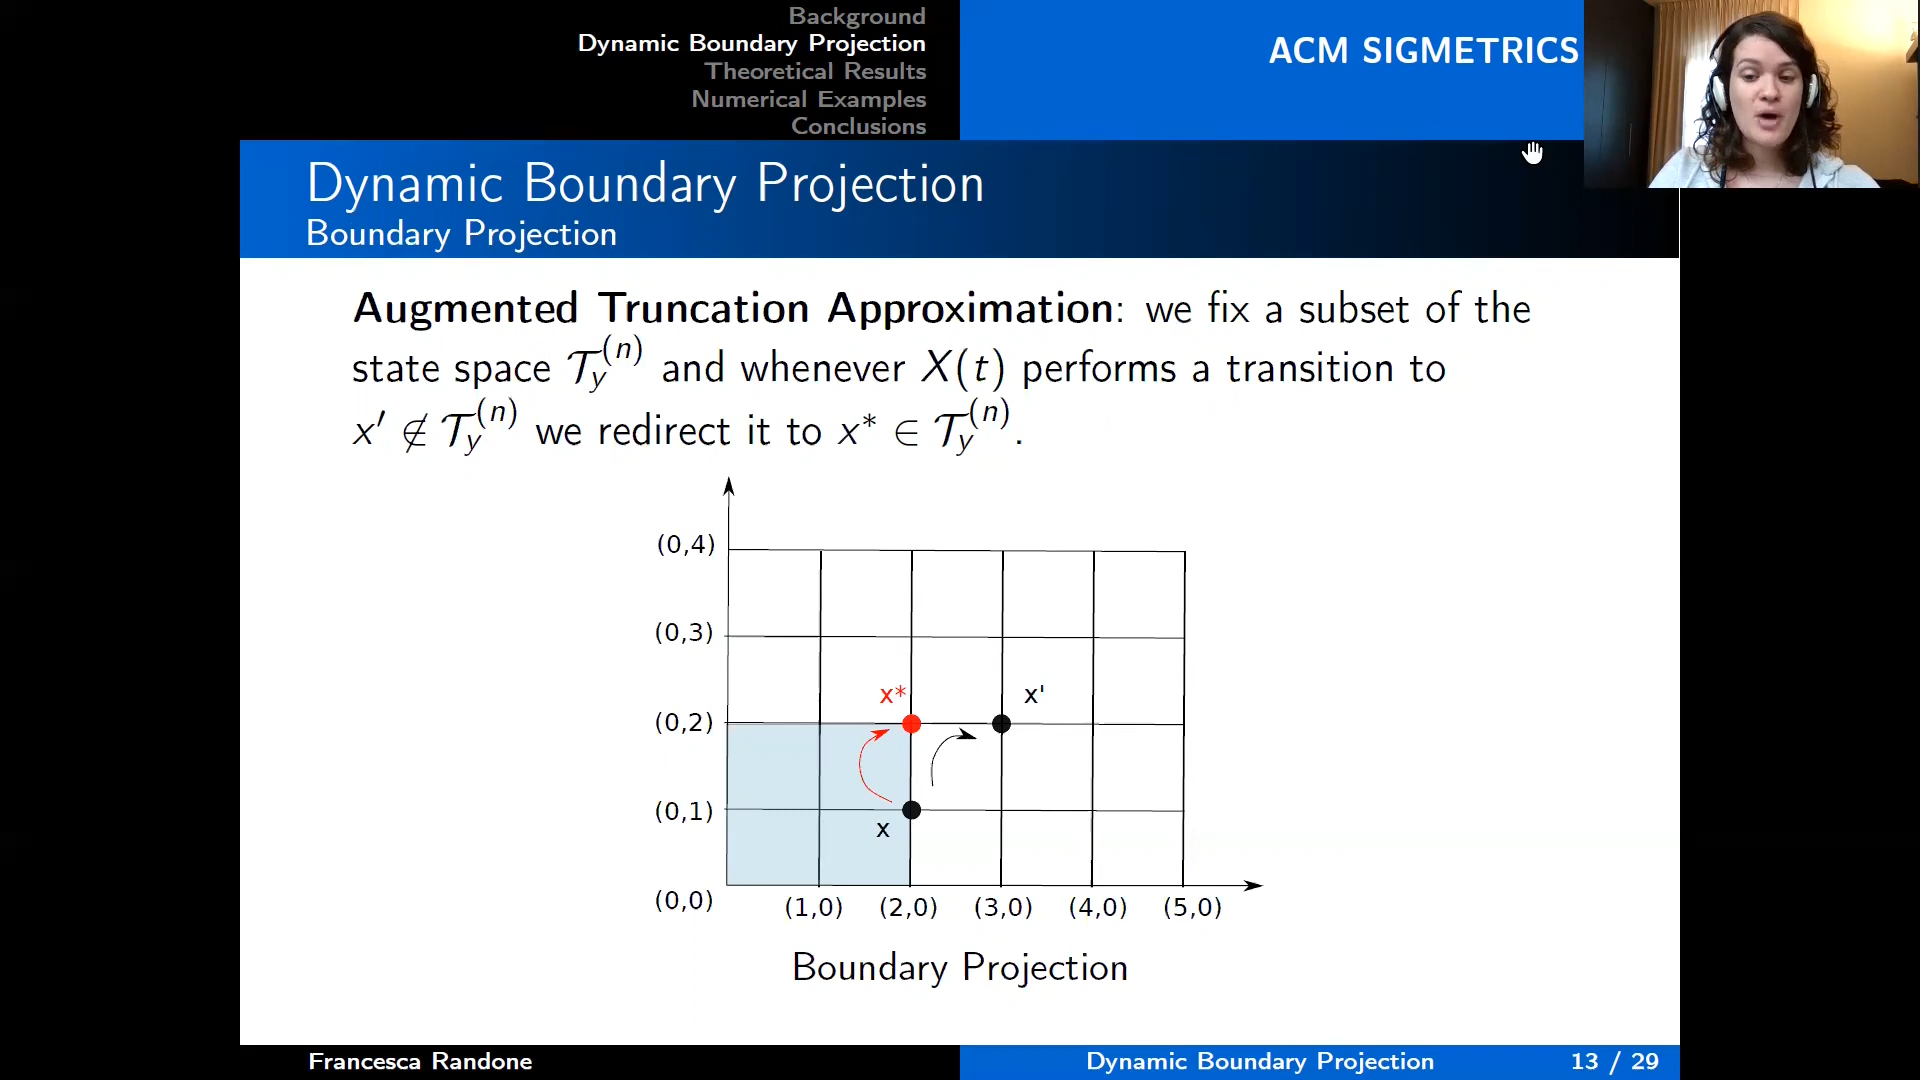 Background
Dynamic Boundary Projection
Theoretical Results
Numerical Examples
Conclusions
ACM SIGMETRICS
Dynamic Boundary Projection
Boundary Projection
Augmented Truncation Approximation: we fix a subset of the
state space 𝒯_y^(n) and whenever X(t) performs a transition to
x′ ∉ 𝒯_y^(n) we redirect it to x* ∈ 𝒯_y^(n).
(0,4)
(0,3)
x* x'
(0,2)
(0,1)
x
(0,0)
(1,0) (2,0) (3,0) (4,0) (5,0)
Boundary Projection
Francesca Randone
Dynamic Boundary Projection
13 / 29